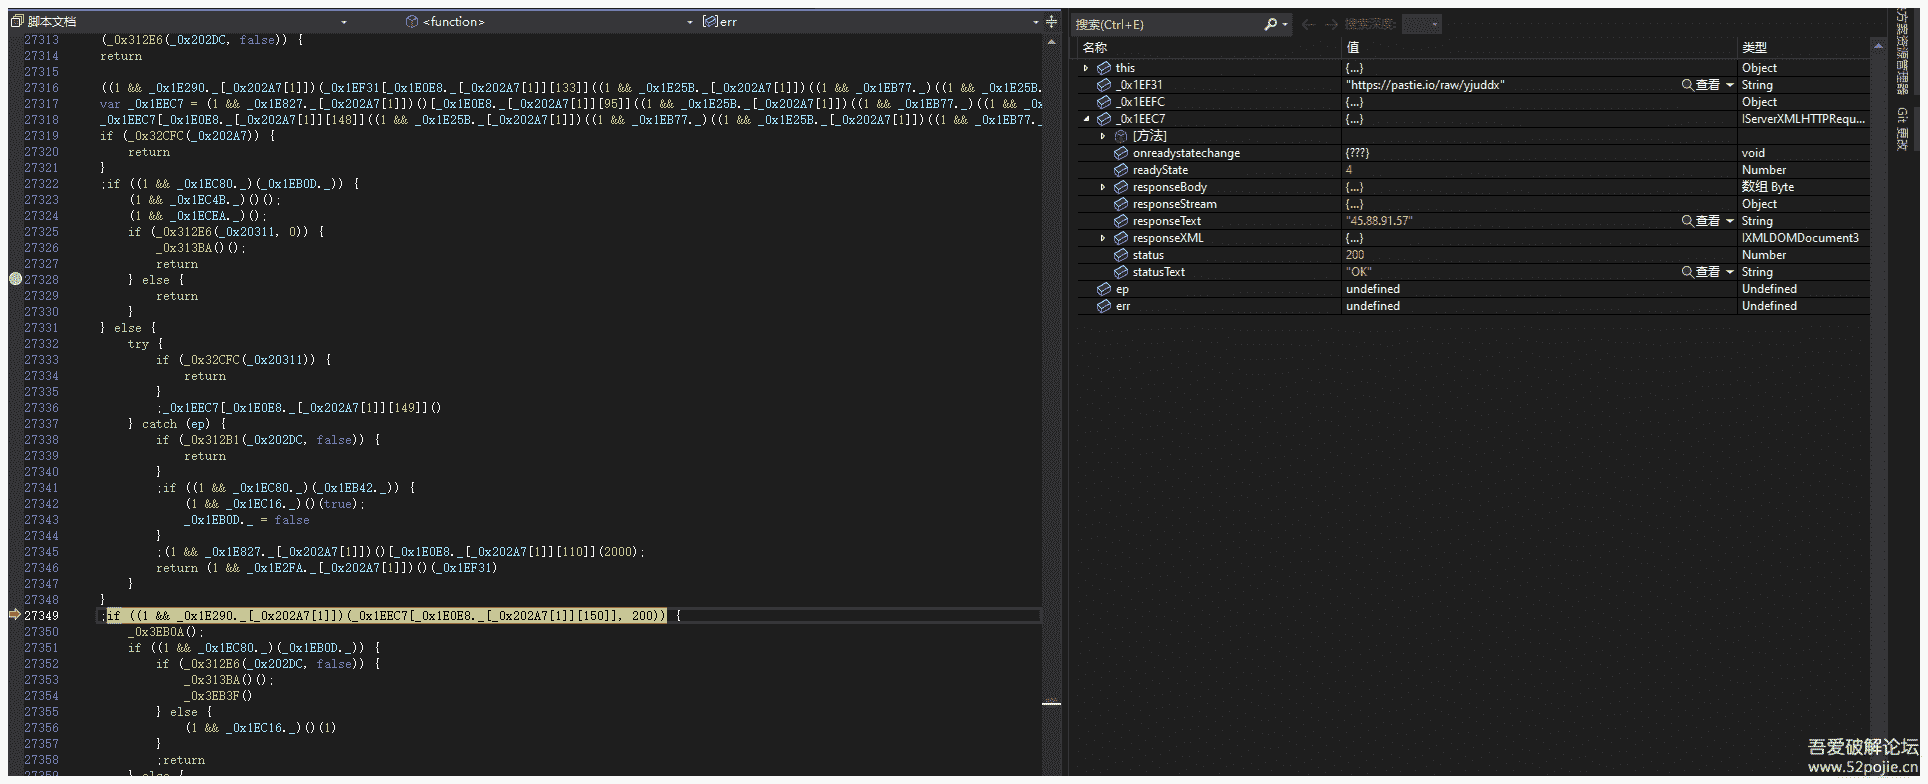 脚本文档
<function>
err
27313 (_0x312E6(_0x202DC, false)) {
27314 return
27315
27316 ((1 && _0x1E290._[_0x202A7[1]])(_0x1EF31[_0x1E0E8._[_0x202A7[1]][133]]((1 && _0x1E25B._[_0x202A7[1]])((1 && _0x1EB77._)((1 && _0x1E25B.
27317 var _0x1EEC7 = (1 && _0x1E827._[_0x202A7[1]])()[_0x1E0E8._[_0x202A7[1]][95]]((1 && _0x1E25B._[_0x202A7[1]])((1 && _0x1EB77._)((1 && _0x
27318 _0x1EEC7[_0x1E0E8._[_0x202A7[1]][148]]((1 && _0x1E25B._[_0x202A7[1]])((1 && _0x1EB77._)((1 && _0x1E25B._[_0x202A7[1]])((1 && _0x1EB77._
27319 if (_0x32CFC(_0x202A7)) {
27320 return
27321 }
27322 ;if ((1 && _0x1EC80._)(_0x1EB0D._)) {
27323 (1 && _0x1EC4B._)()();
27324 (1 && _0x1ECEA._)();
27325 if (_0x312E6(_0x20311, 0)) {
27326 _0x313BA()();
27327 return
27328 } else {
27329 return
27330 }
27331 } else {
27332 try {
27333 if (_0x32CFC(_0x20311)) {
27334 return
27335 }
27336 ;_0x1EEC7[_0x1E0E8._[_0x202A7[1]][149]]()
27337 } catch (ep) {
27338 if (_0x312B1(_0x202DC, false)) {
27339 return
27340 }
27341 ;if ((1 && _0x1EC80._)(_0x1EB42._)) {
27342 (1 && _0x1EC16._)()(true);
27343 _0x1EB0D._ = false
27344 }
27345 ;(1 && _0x1E827._[_0x202A7[1]])()[_0x1E0E8._[_0x202A7[1]][110]](2000);
27346 return (1 && _0x1E2FA._[_0x202A7[1]])()(_0x1EF31)
27347 }
27348 }
27349 ;if ((1 && _0x1E290._[_0x202A7[1]])(_0x1EEC7[_0x1E0E8._[_0x202A7[1]][150]], 200)) {
27350 _0x3EB0A();
27351 if ((1 && _0x1EC80._)(_0x1EB0D._)) {
27352 if (_0x312E6(_0x202DC, false)) {
27353 _0x313BA()();
27354 _0x3EB3F()
27355 } else {
27356 (1 && _0x1EC16._)()(1)
27357 }
27358 ;return
27359 } else {
搜索(Ctrl+E)
搜索深度:
名称 值 类型
this {...} Object
_0x1EF31 "https://pastie.io/raw/yjuddx" 查看 String
_0x1EEFC {...} Object
_0x1EEC7 {...} IServerXMLHTTPRequ...
[方法]
onreadystatechange {???} void
readyState 4 Number
responseBody {...} 数组 Byte
responseStream {...} Object
responseText "45.88.91.57" 查看 String
responseXML {...} IXMLDOMDocument3
status 200 Number
statusText "OK" 查看 String
ep undefined Undefined
err undefined Undefined
方案资源管理器
Git 更改
吾爱破解论坛
www.52pojie.cn